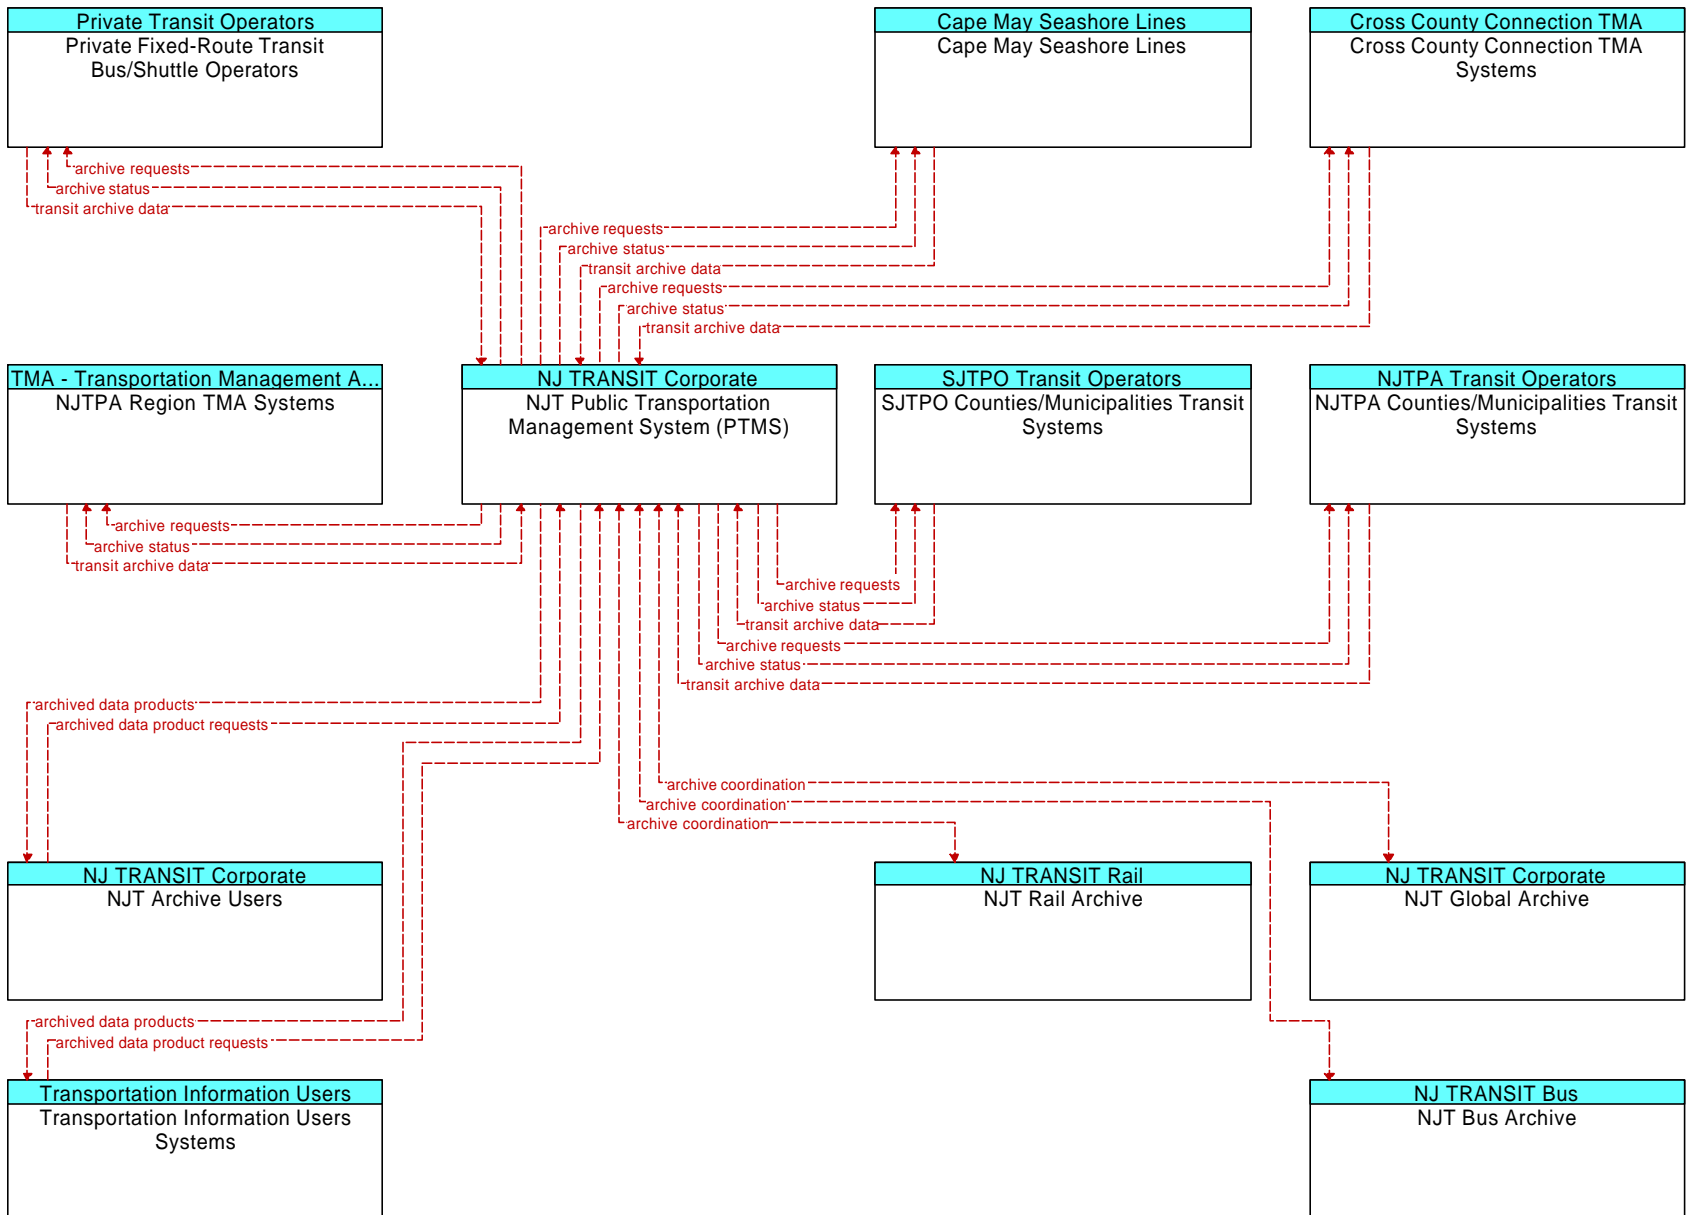 Private Transit Operators
Private Fixed-Route Transit
Bus/Shuttle Operators
Cape May Seashore Lines
Cape May Seashore Lines
Cross County Connection TMA
Cross County Connection TMA
Systems
archive requests
archive status
transit archive data
archive requests
archive status
transit archive data
archive requests
archive status
transit archive data
TMA - Transportation Management A...
NJTPA Region TMA Systems
NJ TRANSIT Corporate
NJT Public Transportation
Management System (PTMS)
SJTPO Transit Operators
SJTPO Counties/Municipalities Transit
Systems
NJTPA Transit Operators
NJTPA Counties/Municipalities Transit
Systems
archive requests
archive status
transit archive data
archive requests
archive status
transit archive data
archive requests
archive status
transit archive data
archived data products
archived data product requests
archive coordination
archive coordination
archive coordination
NJ TRANSIT Corporate
NJT Archive Users
NJ TRANSIT Rail
NJT Rail Archive
NJ TRANSIT Corporate
NJT Global Archive
archived data products
archived data product requests
Transportation Information Users
Transportation Information Users
Systems
NJ TRANSIT Bus
NJT Bus Archive